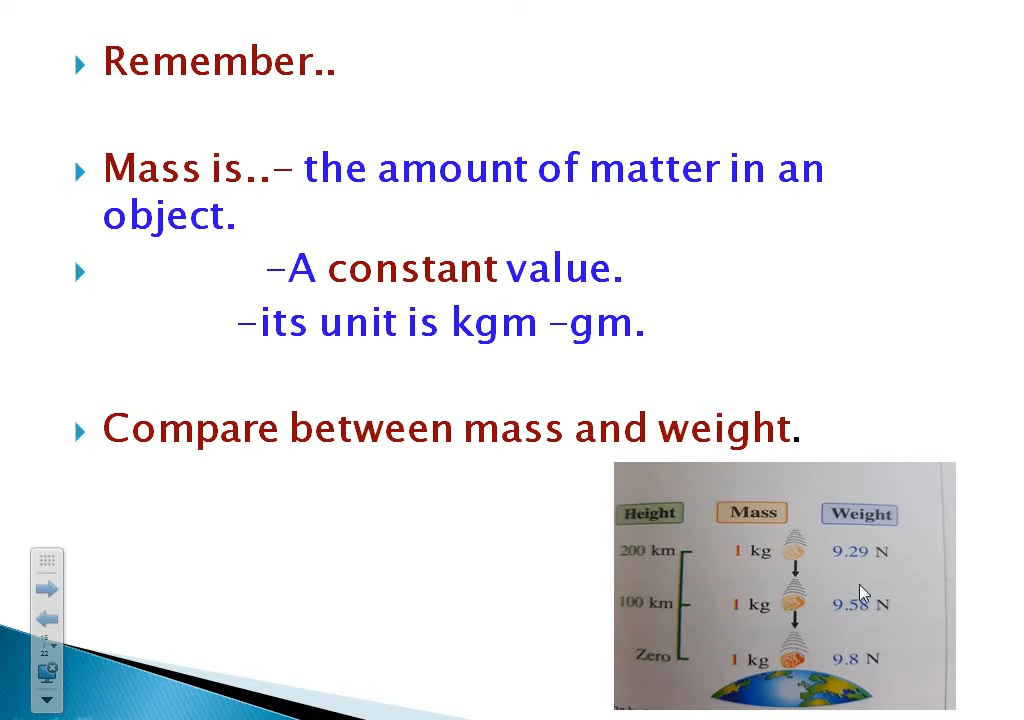 Remember..
Mass is..- the amount of matter in an
object.
-A constant value.
-its unit is kgm -gm.
Compare between mass and weight.
Height Mass Weight
200 km 1 kg 9.29 N
100 km 1 kg 9.58 N
Zero 1 kg 9.8 N
15
/
22